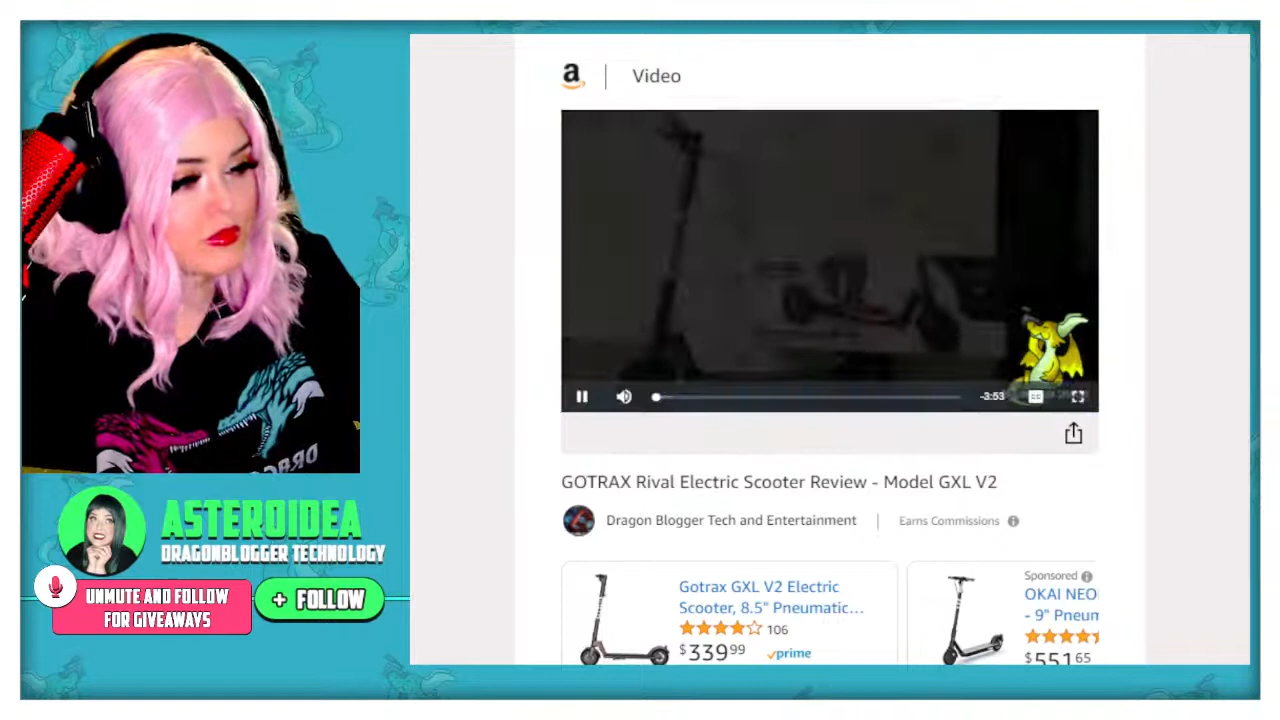 a | Video
-3:53
CC
GOTRAX Rival Electric Scooter Review - Model GXL V2
Dragon Blogger Tech and Entertainment | Earns Commissions
Gotrax GXL V2 Electric
Scooter, 8.5" Pneumatic...
106
$339.99
prime
Sponsored
OKAI NEO
- 9" Pneum
$551.65
ASTEROIDEA
DRAGONBLOGGER TECHNOLOGY
UNMUTE AND FOLLOW
FOR GIVEAWAYS
+ FOLLOW